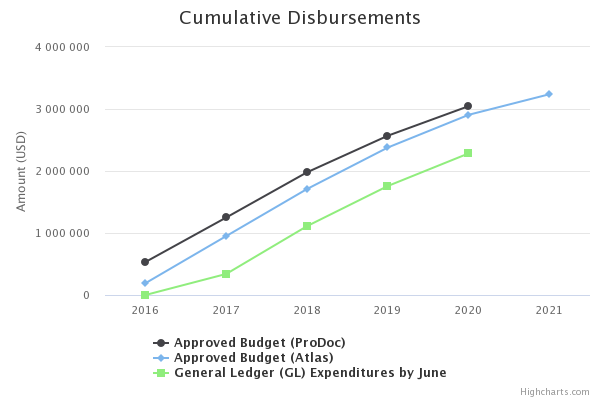 Cumulative Disbursements
4 000 000
3 000 000
2 000 000
1 000 000
0
Amount (USD)
2016 2017 2018 2019 2020 2021
Approved Budget (ProDoc)
Approved Budget (Atlas)
General Ledger (GL) Expenditures by June
Highcharts.com